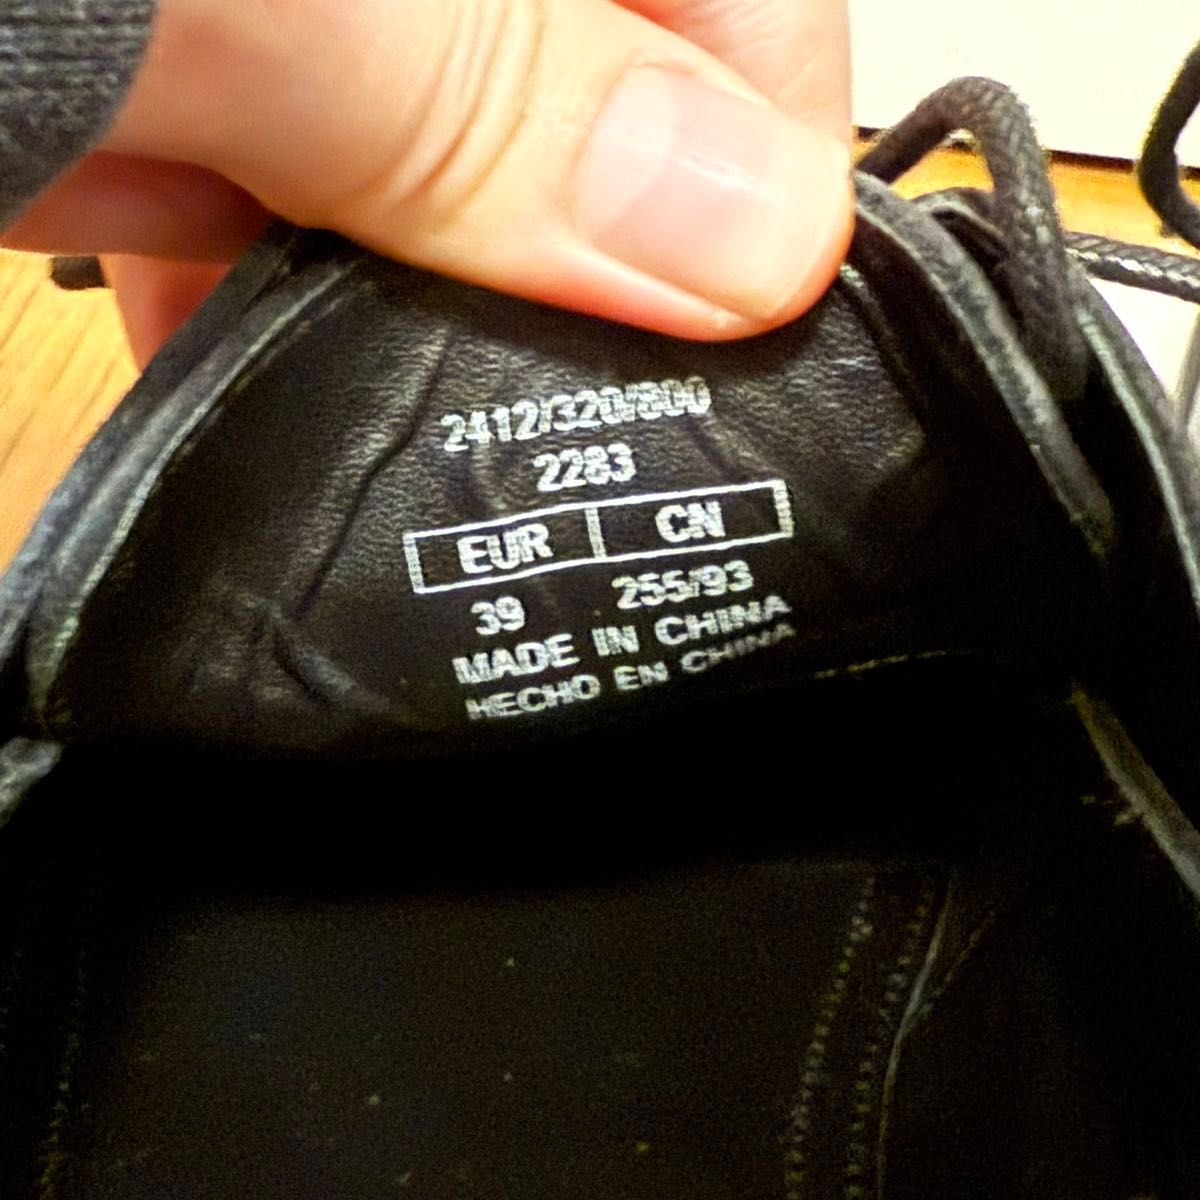 2412/320/800
2283
EUR CN
39 255/93
MADE IN CHINA
HECHO EN CHINA